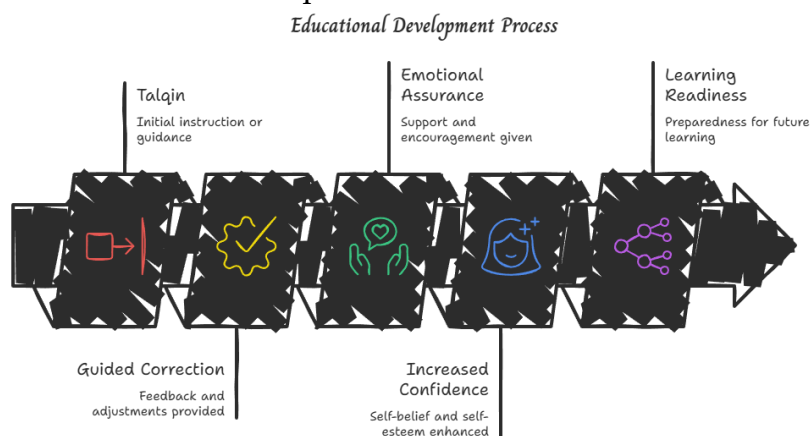 Educational Development Process
Talqin
Initial instruction or
guidance
Emotional
Assurance
Support and
encouragement given
Learning
Readiness
Preparedness for future
learning
Guided Correction
Feedback and
adjustments provided
Increased
Confidence
Self-belief and self-
esteem enhanced